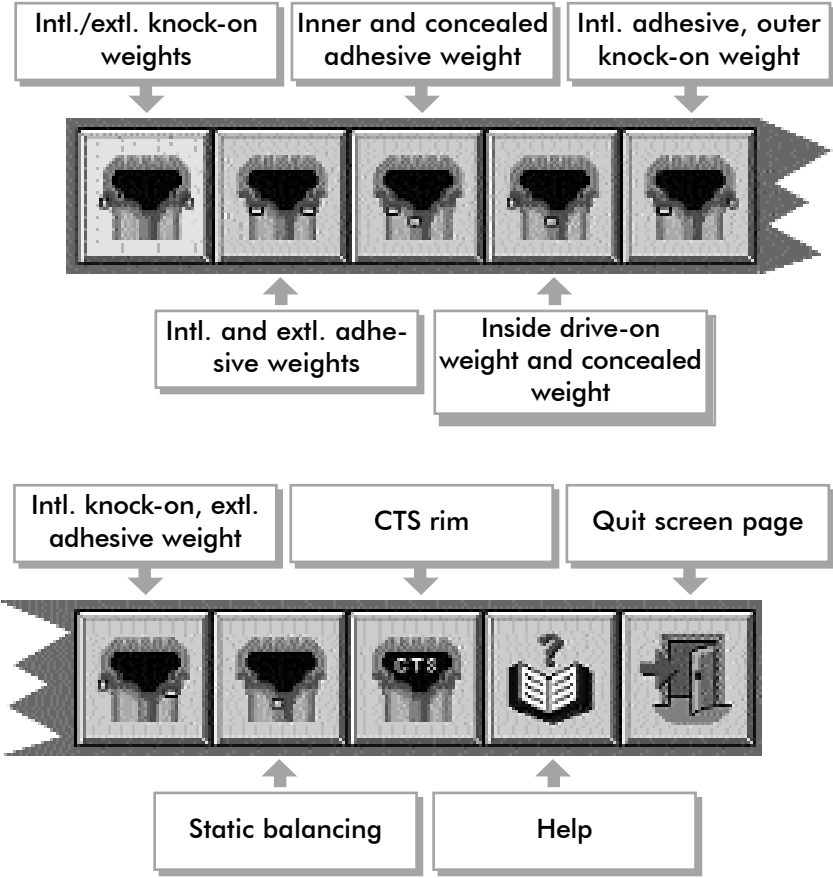 Intl./extl. knock-on
weights
Inner and concealed
adhesive weight
Intl. adhesive, outer
knock-on weight
Intl. and extl. adhe-
sive weights
Inside drive-on
weight and concealed
weight
Intl. knock-on, extl.
adhesive weight
CTS rim
Quit screen page
CTS
?
Static balancing
Help